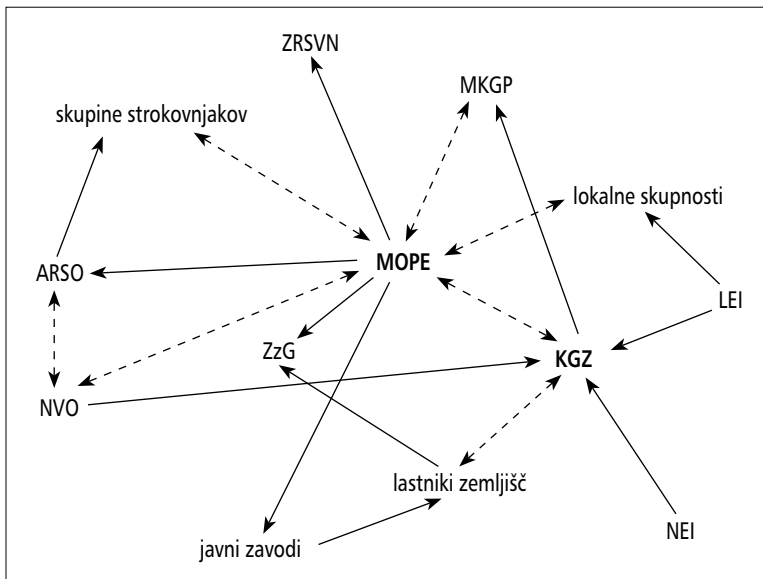 ZRSVN
MKGP
skupine strokovnjakov
lokalne skupnosti
MOPE
ARSO
LEI
ZzG
KGZ
NVO
lastniki zemljišč
NEI
javni zavodi